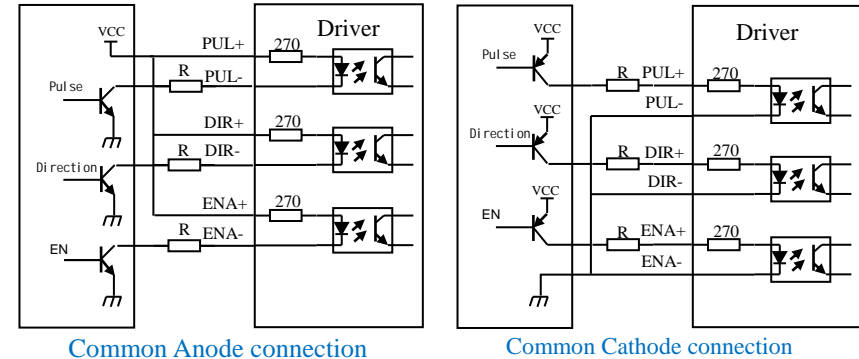 Driver
VCC
PUL+
270
Pulse
R
PUL-
DIR+
270
Direction
R
DIR-
ENA+
270
EN
R
ENA-
Common Anode connection
VCC
Driver
Pulse
R
PUL+
270
PUL-
VCC
Direction
R
DIR+
270
DIR-
VCC
EN
R
ENA+
270
ENA-
Common Cathode connection